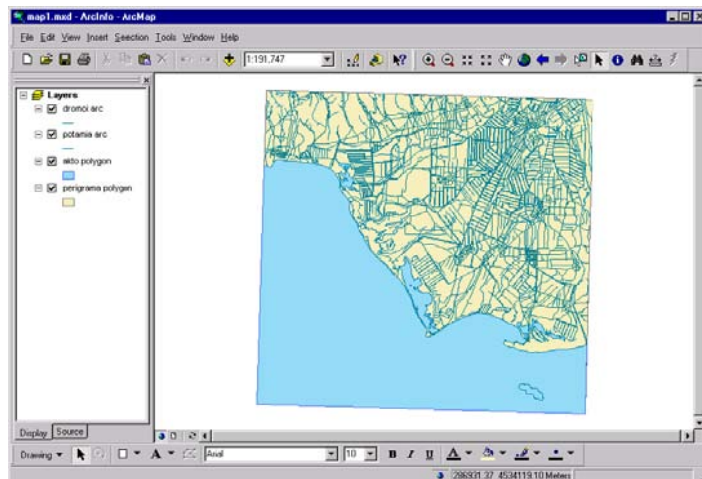 map1.mxd - ArcInfo - ArcMap
File Edit View Insert Selection Tools Window Help
1:191,747
Layers
dromoi arc
potamia arc
akto polygon
perigrama polygon
Display Source
Drawing A Arial 10 B I U A
286931.37 4534119.10 Meters